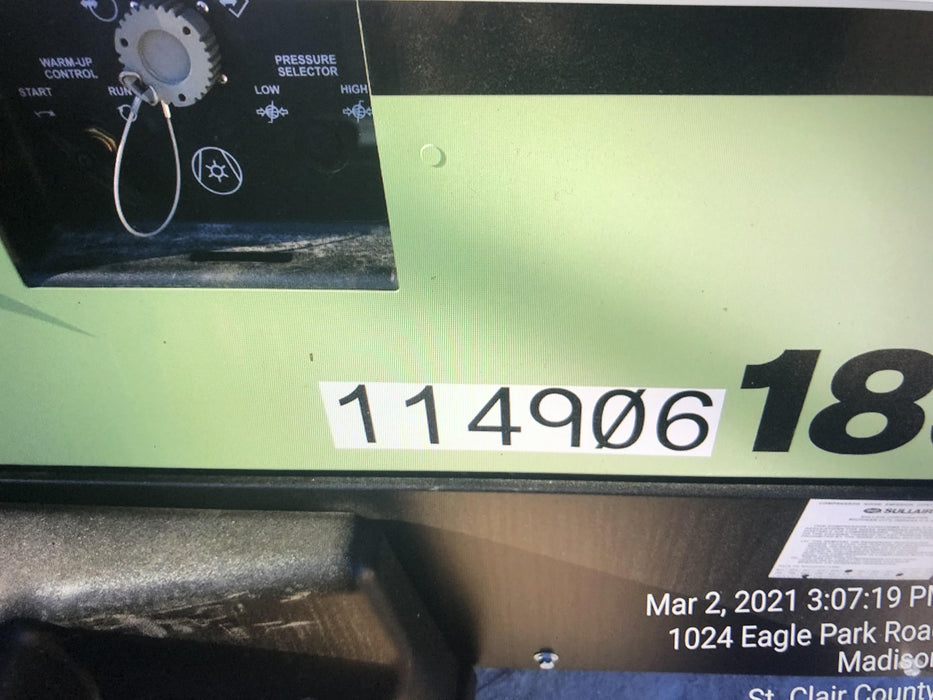 WARM-UP
CONTROL
PRESSURE
SELECTOR
START
RUN
LOW
HIGH
114906
18
SULLAIR
Mar 2, 2021 3:07:19 PM
1024 Eagle Park Road
Madison
St. Clair County